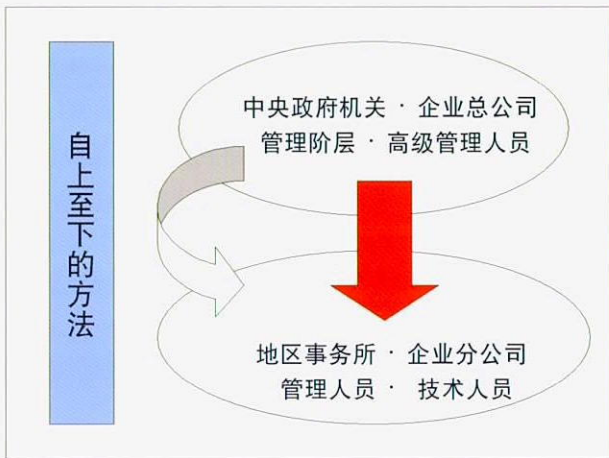 自上至下的方法
中央政府机关 · 企业总公司
管理阶层 · 高级管理人员
地区事务所 · 企业分公司
管理人员 · 技术人员